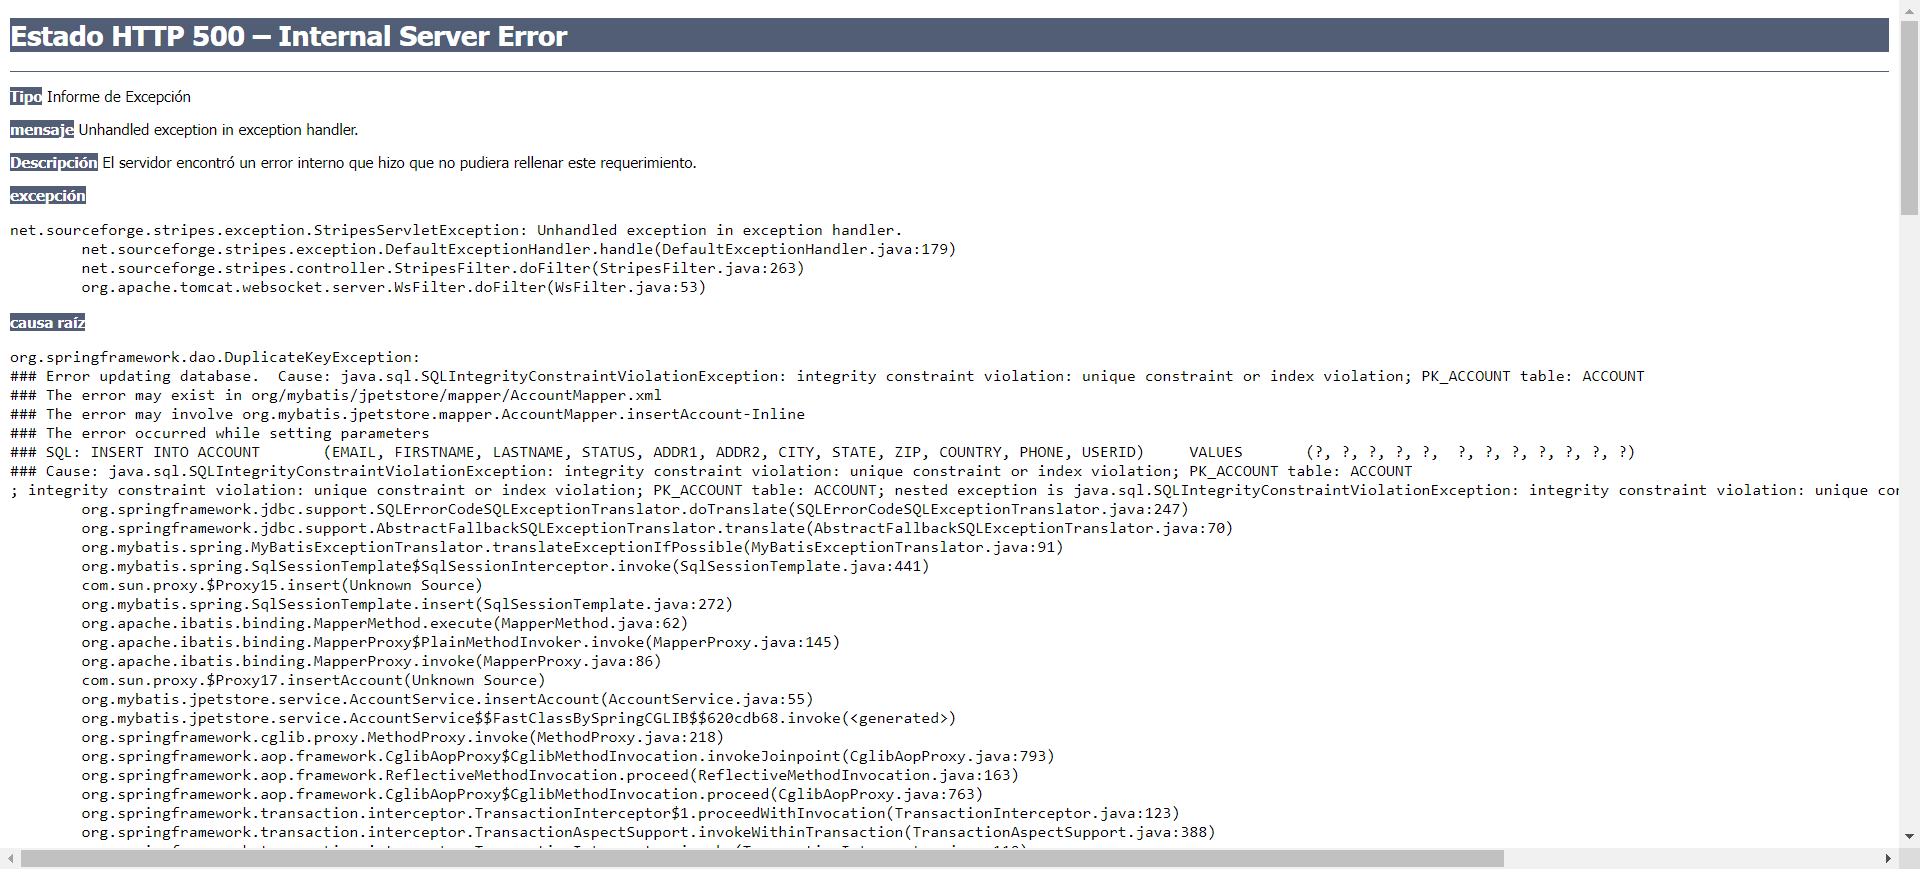 Estado HTTP 500 – Internal Server Error
Tipo Informe de Excepción
mensaje Unhandled exception in exception handler.
Descripción El servidor encontró un error interno que hizo que no pudiera rellenar este requerimiento.
excepción
net.sourceforge.stripes.exception.StripesServletException: Unhandled exception in exception handler.
net.sourceforge.stripes.exception.DefaultExceptionHandler.handle(DefaultExceptionHandler.java:179)
net.sourceforge.stripes.controller.StripesFilter.doFilter(StripesFilter.java:263)
org.apache.tomcat.websocket.server.WsFilter.doFilter(WsFilter.java:53)
causa raíz
org.springframework.dao.DuplicateKeyException:
### Error updating database.  Cause: java.sql.SQLIntegrityConstraintViolationException: integrity constraint violation: unique constraint or index violation; PK_ACCOUNT table: ACCOUNT
### The error may exist in org/mybatis/jpetstore/mapper/AccountMapper.xml
### The error may involve org.mybatis.jpetstore.mapper.AccountMapper.insertAccount-Inline
### The error occurred while setting parameters
### SQL: INSERT INTO ACCOUNT       (EMAIL, FIRSTNAME, LASTNAME, STATUS, ADDR1, ADDR2, CITY, STATE, ZIP, COUNTRY, PHONE, USERID)     VALUES       (?, ?, ?, ?, ?,  ?, ?, ?, ?, ?, ?, ?)
### Cause: java.sql.SQLIntegrityConstraintViolationException: integrity constraint violation: unique constraint or index violation; PK_ACCOUNT table: ACCOUNT
; integrity constraint violation: unique constraint or index violation; PK_ACCOUNT table: ACCOUNT; nested exception is java.sql.SQLIntegrityConstraintViolationException: integrity constraint violation: unique con
org.springframework.jdbc.support.SQLErrorCodeSQLExceptionTranslator.doTranslate(SQLErrorCodeSQLExceptionTranslator.java:247)
org.springframework.jdbc.support.AbstractFallbackSQLExceptionTranslator.translate(AbstractFallbackSQLExceptionTranslator.java:70)
org.mybatis.spring.MyBatisExceptionTranslator.translateExceptionIfPossible(MyBatisExceptionTranslator.java:91)
org.mybatis.spring.SqlSessionTemplate$SqlSessionInterceptor.invoke(SqlSessionTemplate.java:441)
com.sun.proxy.$Proxy15.insert(Unknown Source)
org.mybatis.spring.SqlSessionTemplate.insert(SqlSessionTemplate.java:272)
org.apache.ibatis.binding.MapperMethod.execute(MapperMethod.java:62)
org.apache.ibatis.binding.MapperProxy$PlainMethodInvoker.invoke(MapperProxy.java:145)
org.apache.ibatis.binding.MapperProxy.invoke(MapperProxy.java:86)
com.sun.proxy.$Proxy17.insertAccount(Unknown Source)
org.mybatis.jpetstore.service.AccountService.insertAccount(AccountService.java:55)
org.mybatis.jpetstore.service.AccountService$$FastClassBySpringCGLIB$$620cdb68.invoke(<generated>)
org.springframework.cglib.proxy.MethodProxy.invoke(MethodProxy.java:218)
org.springframework.aop.framework.CglibAopProxy$CglibMethodInvocation.invokeJoinpoint(CglibAopProxy.java:793)
org.springframework.aop.framework.ReflectiveMethodInvocation.proceed(ReflectiveMethodInvocation.java:163)
org.springframework.aop.framework.CglibAopProxy$CglibMethodInvocation.proceed(CglibAopProxy.java:763)
org.springframework.transaction.interceptor.TransactionInterceptor$1.proceedWithInvocation(TransactionInterceptor.java:123)
org.springframework.transaction.interceptor.TransactionAspectSupport.invokeWithinTransaction(TransactionAspectSupport.java:388)